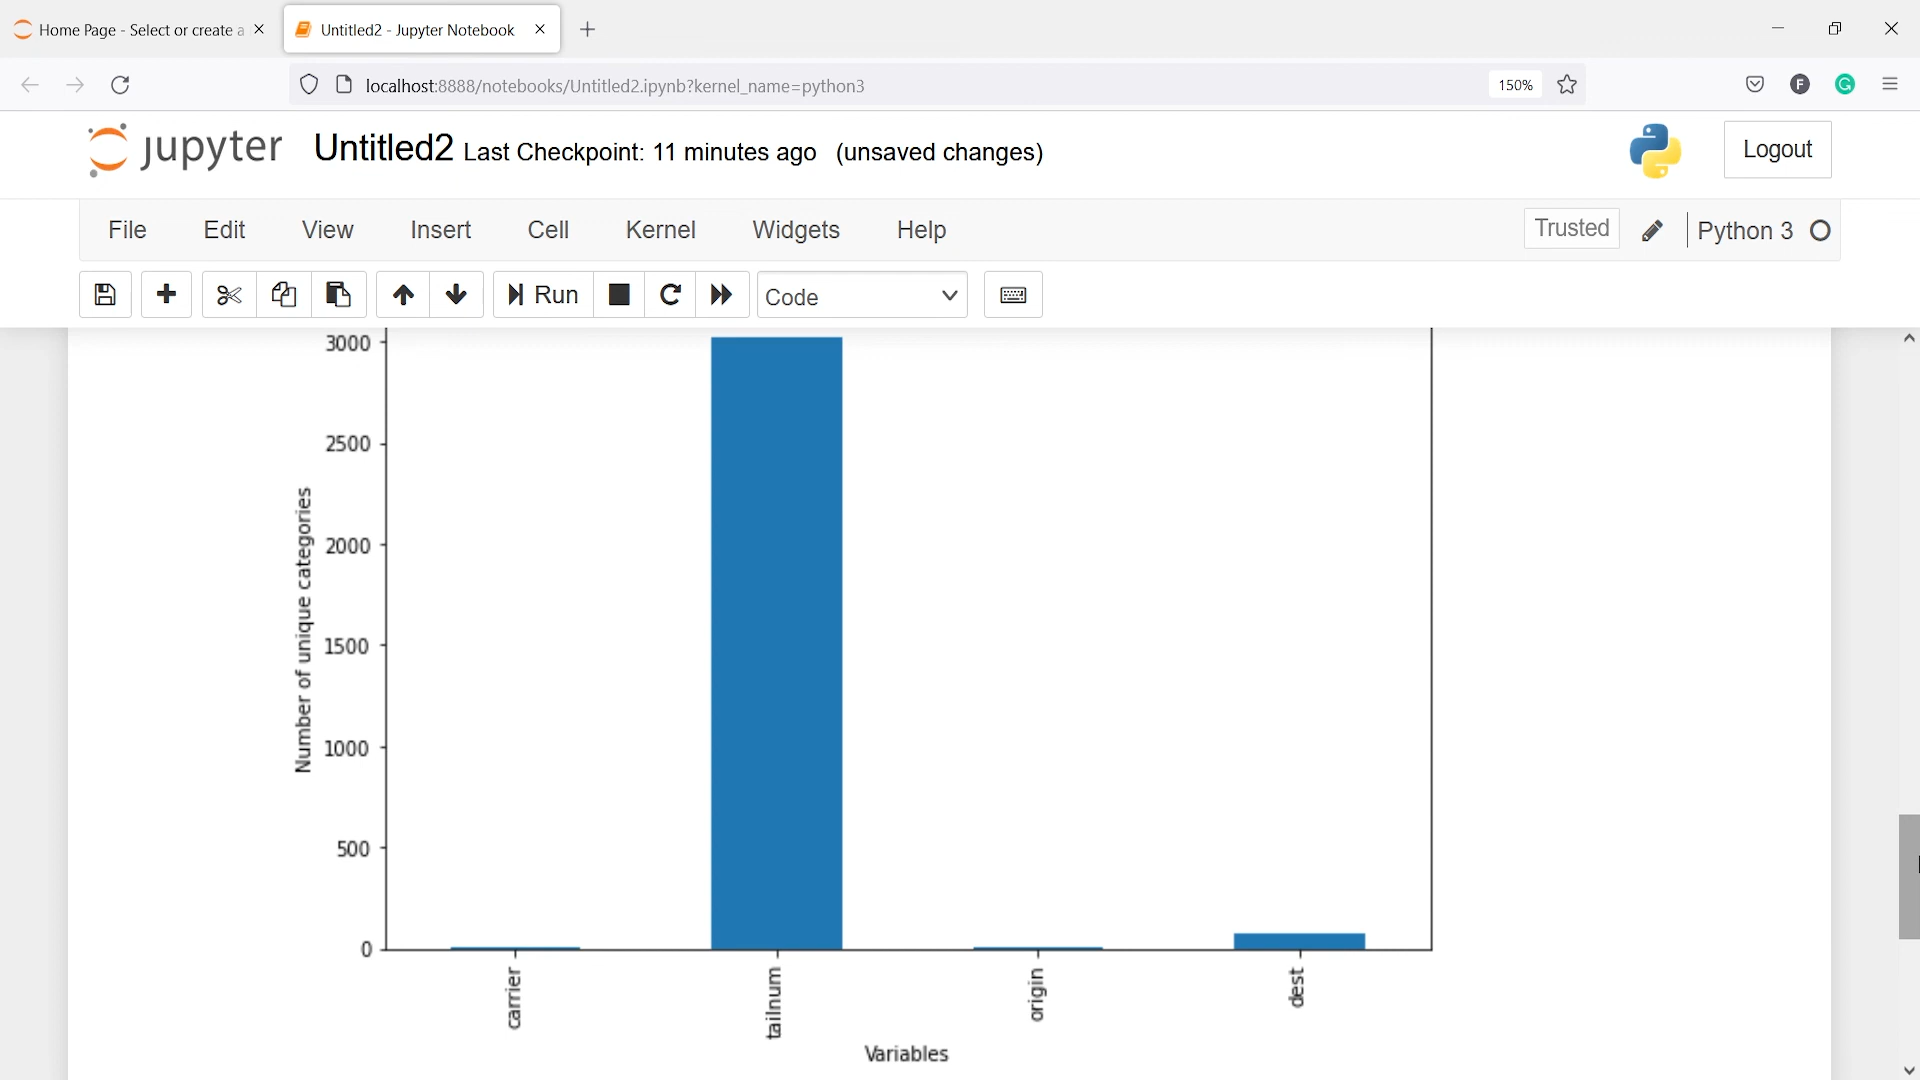 Home Page - Select or create a
Untitled2 - Jupyter Notebook
localhost:8888/notebooks/Untitled2.ipynb?kernel_name=python3
150%
F
G
jupyter Untitled2 Last Checkpoint: 11 minutes ago (unsaved changes)
Logout
File Edit View Insert Cell Kernel Widgets Help
Trusted
Python 3
Run
Code
3000
2500
2000
1500
1000
500
0
Number of unique categories
carrier
tailnum
origin
dest
Variables